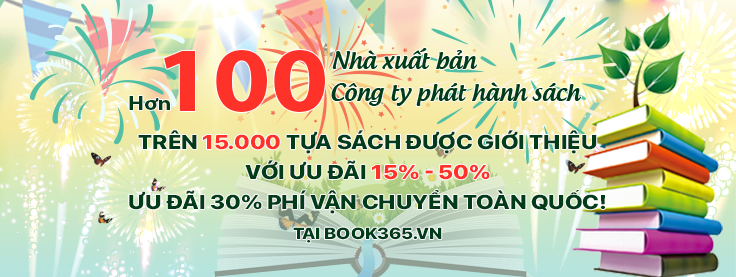 Hơn 100 Nhà xuất bản
Công ty phát hành sách
TRÊN 15.000 TỰA SÁCH ĐƯỢC GIỚI THIỆU
VỚI ƯU ĐÃI 15% - 50%
ƯU ĐÃI 30% PHÍ VẬN CHUYỂN TOÀN QUỐC!
TẠI BOOK365.VN